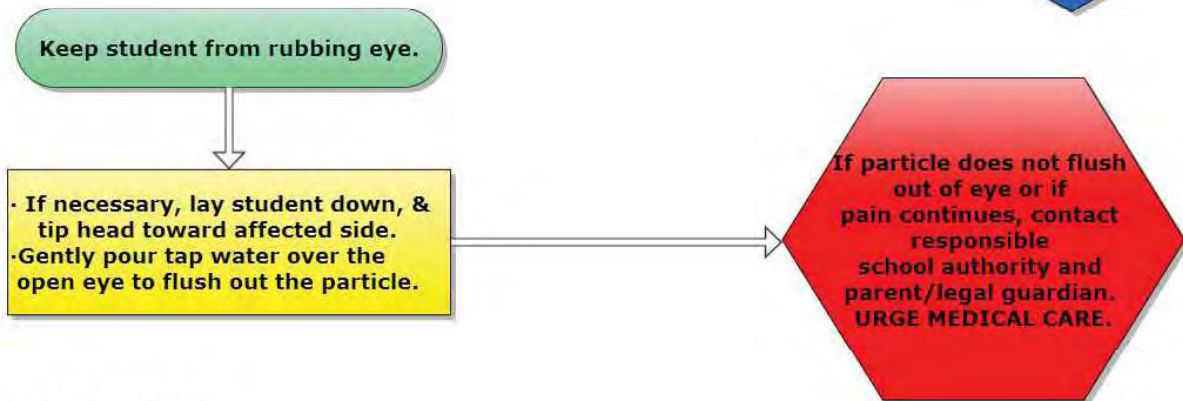 Keep student from rubbing eye.
· If necessary, lay student down, &
tip head toward affected side.
·Gently pour tap water over the
open eye to flush out the particle.
If particle does not flush
out of eye or if
pain continues, contact
responsible
school authority and
parent/legal guardian.
URGE MEDICAL CARE.